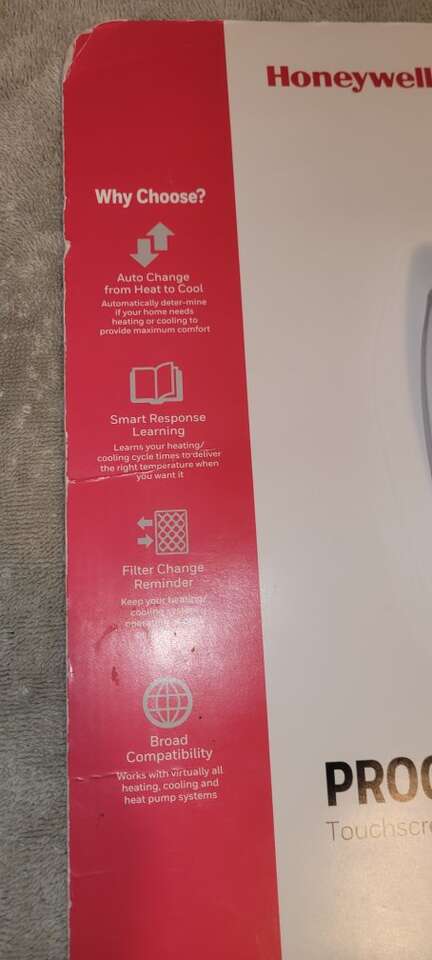 Honeywell
Why Choose?
Auto Change
from Heat to Cool
Automatically deter-mine
if your home needs
heating or cooling to
provide maximum comfort
Smart Response
Learning
Learns your heating/
cooling cycle times to deliver
the right temperature when
you want it
Filter Change
Reminder
Keep your heating/
cooling system
operating
Broad
Compatibility
Works with virtually all
heating, cooling and
heat pump systems
PROG
Touchscre